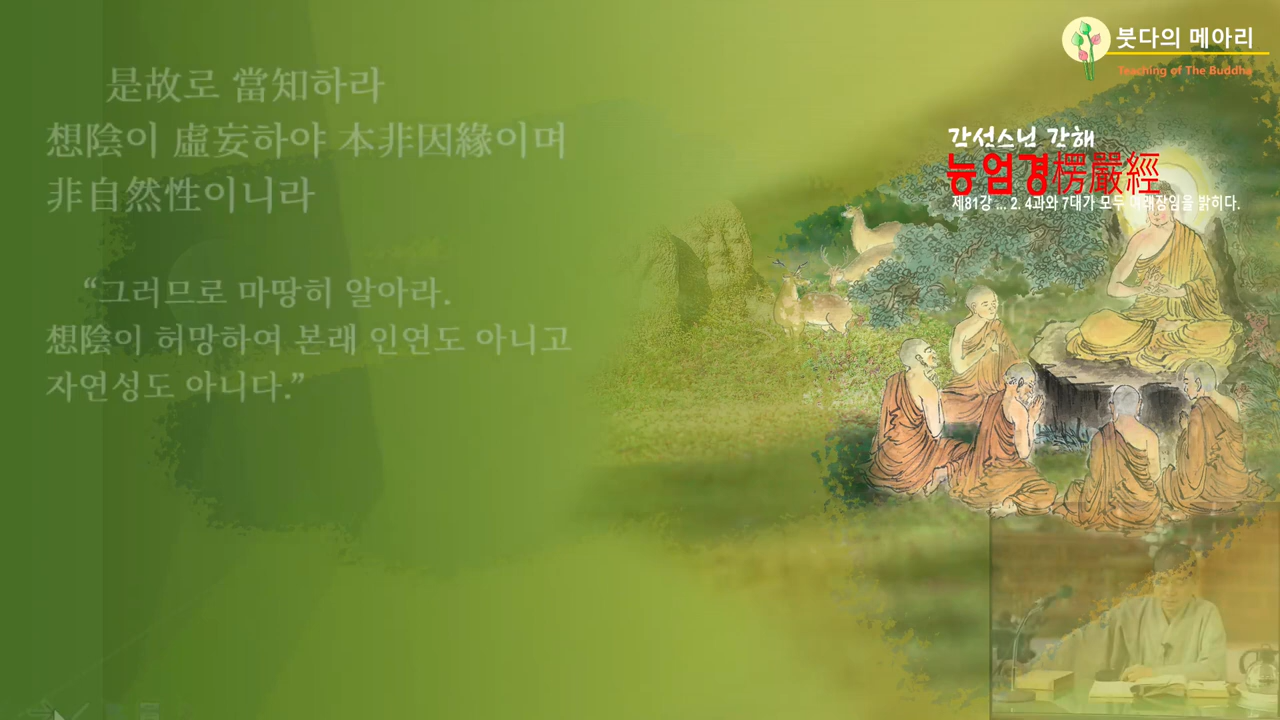 是故로 當知하라
想陰이 虛妄하야 本非因緣이며
非自然性이니라
“그러므로 마땅히 알아라.
想陰이 허망하여 본래 인연도 아니고
자연성도 아니다.”
붓다의 메아리
Teaching of The Buddha
각선스님 강해
능엄경楞嚴經
제81강 ... 2. 4과와 7대가 모두 여래장임을 밝히다.